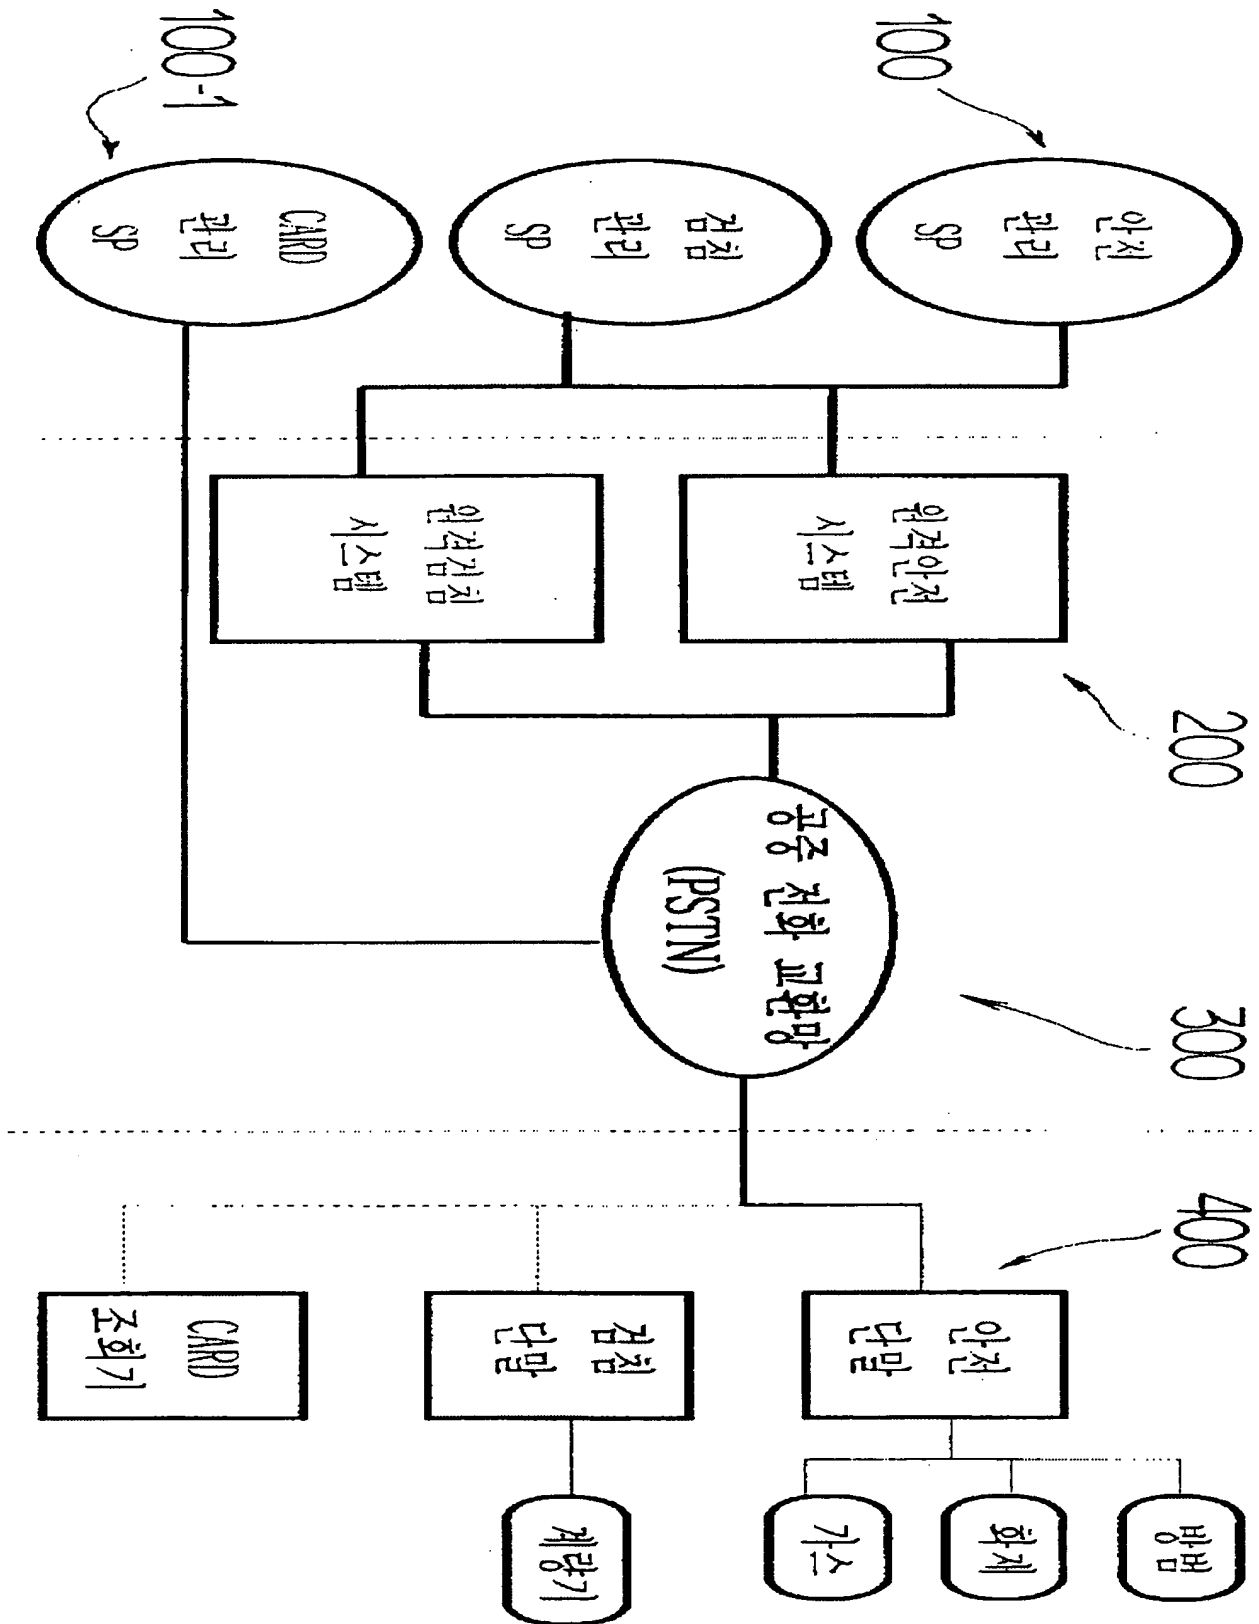 200
300
400
방범
화재
가스
100
안전
관리
SP
원격안전
시스템
공중 전화 교환망
(PSTN)
안전
단말
검침
관리
SP
원격검침
시스템
검침
단말
계량기
100-1
CARD
관리
SP
CARD
조회기